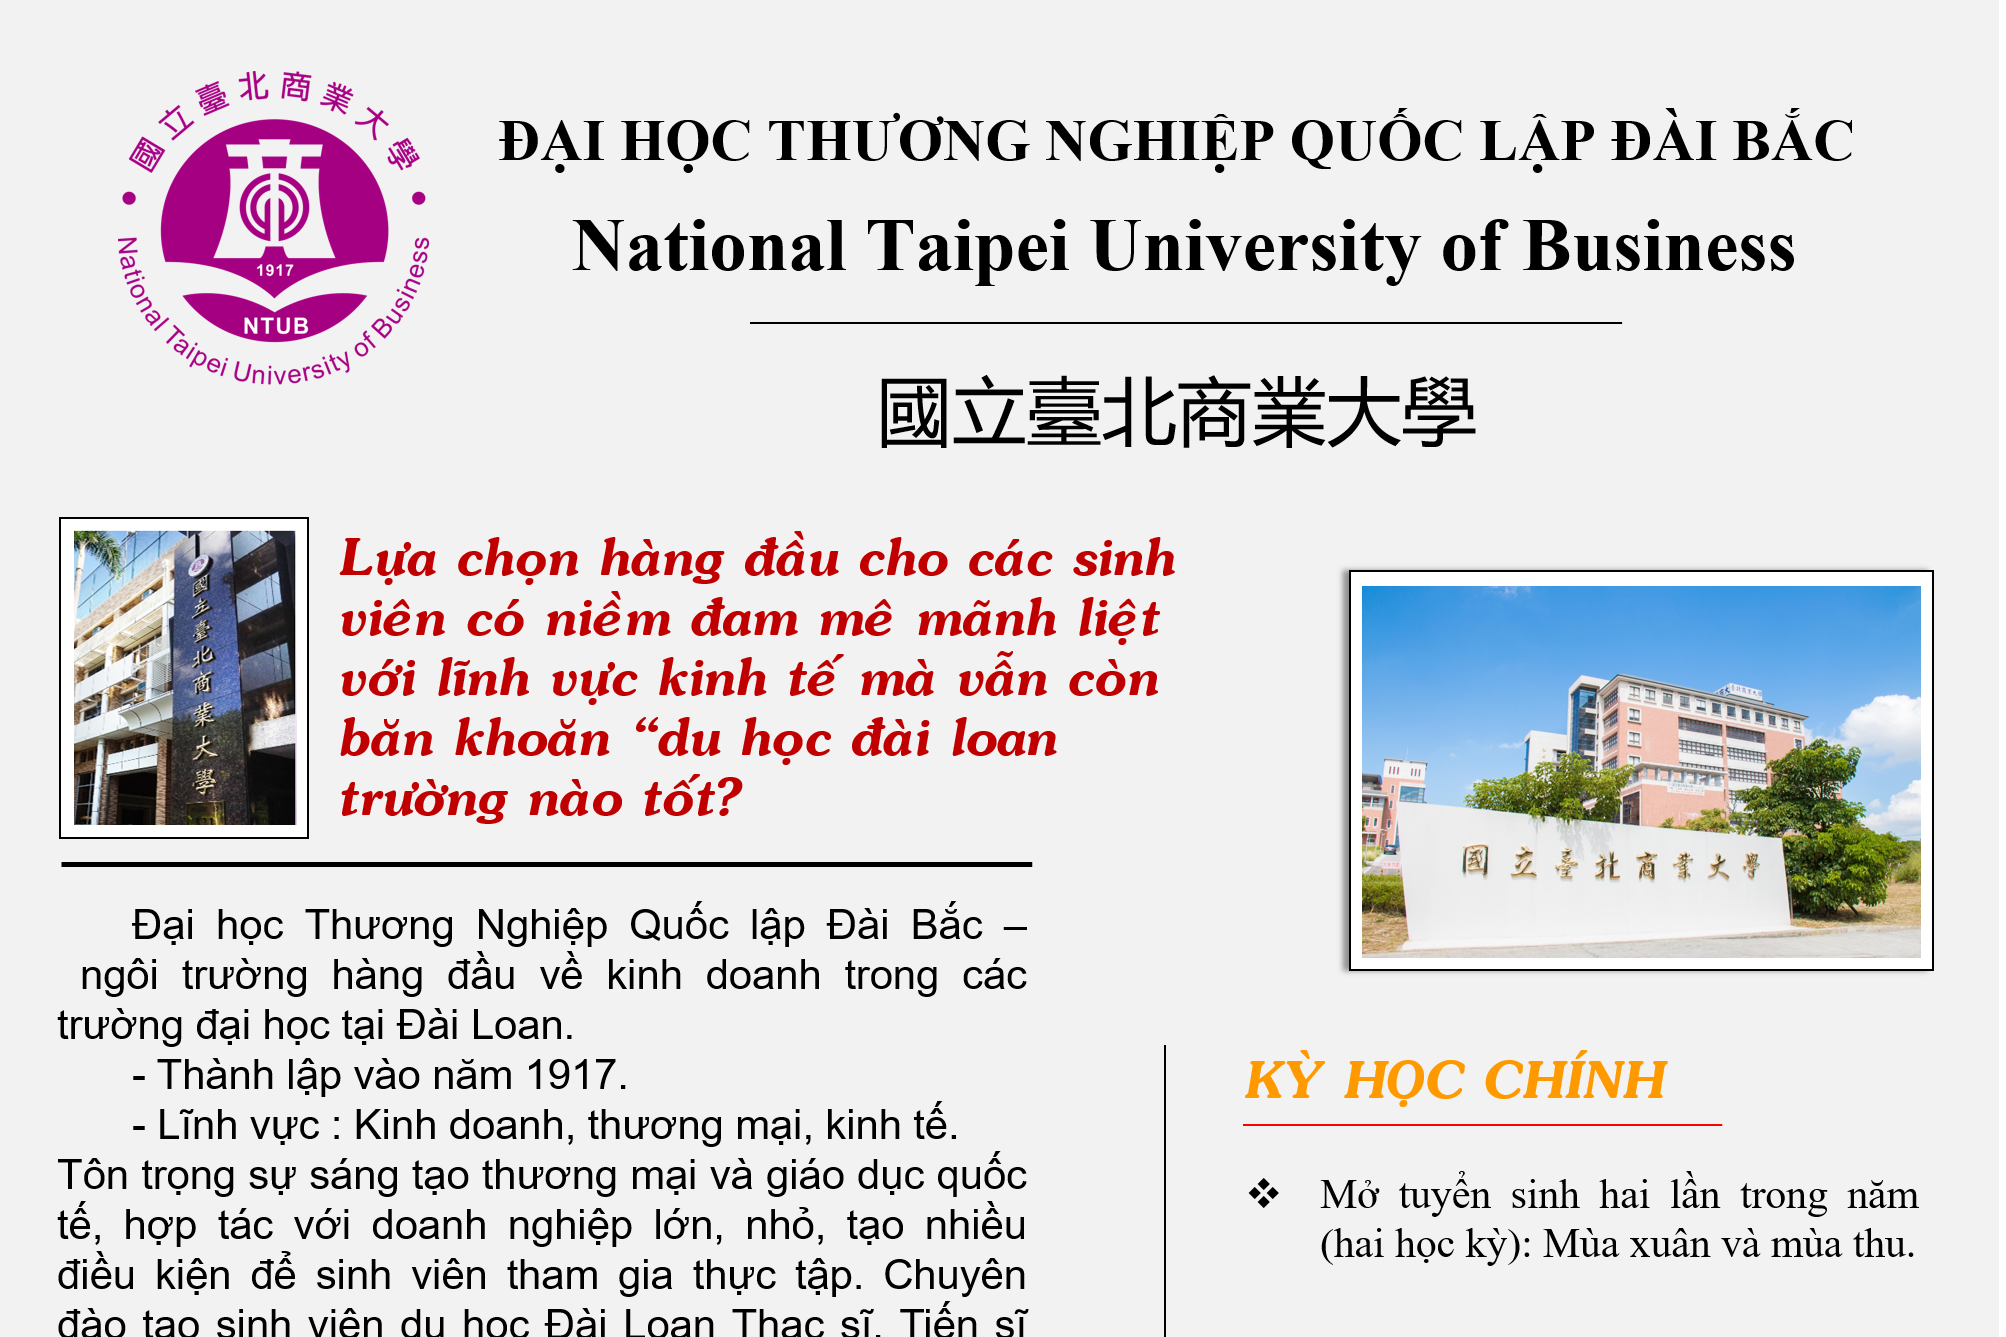 國立臺北商業大學
1917
NTUB
National Taipei University of Business
ĐẠI HỌC THƯƠNG NGHIỆP QUỐC LẬP ĐÀI BẮC
National Taipei University of Business
國立臺北商業大學
國立臺北商業大學
Lựa chọn hàng đầu cho các sinh
viên có niềm đam mê mãnh liệt
với lĩnh vực kinh tế mà vẫn còn
băn khoăn “du học đài loan
trường nào tốt?
國立臺北商業大學
Đại học Thương Nghiệp Quốc lập Đài Bắc –
ngôi trường hàng đầu về kinh doanh trong các
trường đại học tại Đài Loan.
- Thành lập vào năm 1917.
- Lĩnh vực : Kinh doanh, thương mại, kinh tế.
Tôn trọng sự sáng tạo thương mại và giáo dục quốc
tế, hợp tác với doanh nghiệp lớn, nhỏ, tạo nhiều
điều kiện để sinh viên tham gia thực tập. Chuyên
đào tạo sinh viên du học Đài Loan Thạc sĩ, Tiến sĩ
KỲ HỌC CHÍNH
❖ Mở tuyển sinh hai lần trong năm
(hai học kỳ): Mùa xuân và mùa thu.